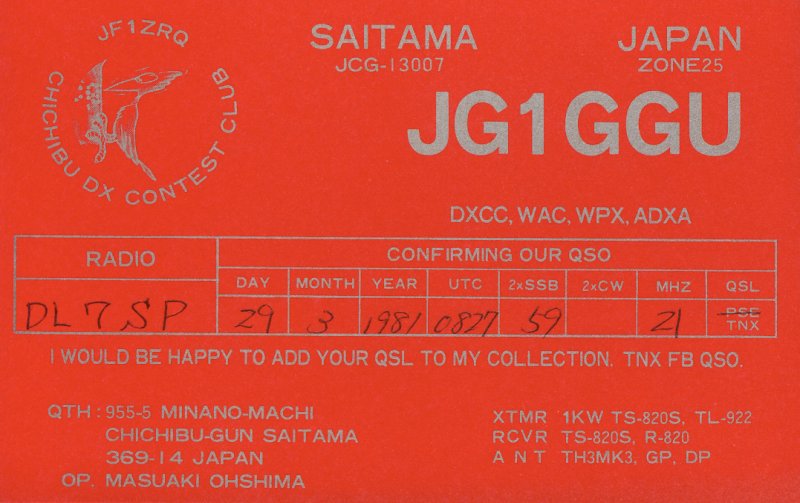 JF1ZRQ
CHICHIBU DX CONTEST CLUB
SAITAMA JAPAN
JCG-13007 ZONE25
JG1GGU
DXCC, WAC, WPX, ADXA
RADIO CONFIRMING OUR QSO
DAY MONTH YEAR UTC 2xSSB 2xCW MHZ QSL
DL7SP 29 3 1981 0827 59 21 PSE
TNX
I WOULD BE HAPPY TO ADD YOUR QSL TO MY COLLECTION. TNX FB QSO.
QTH : 955-5 MINANO-MACHI XTMR 1KW TS-820S, TL-922
CHICHIBU-GUN SAITAMA RCVR TS-820S, R-820
369-14 JAPAN ANT TH3MK3, GP, DP
OP. MASUAKI OHSHIMA